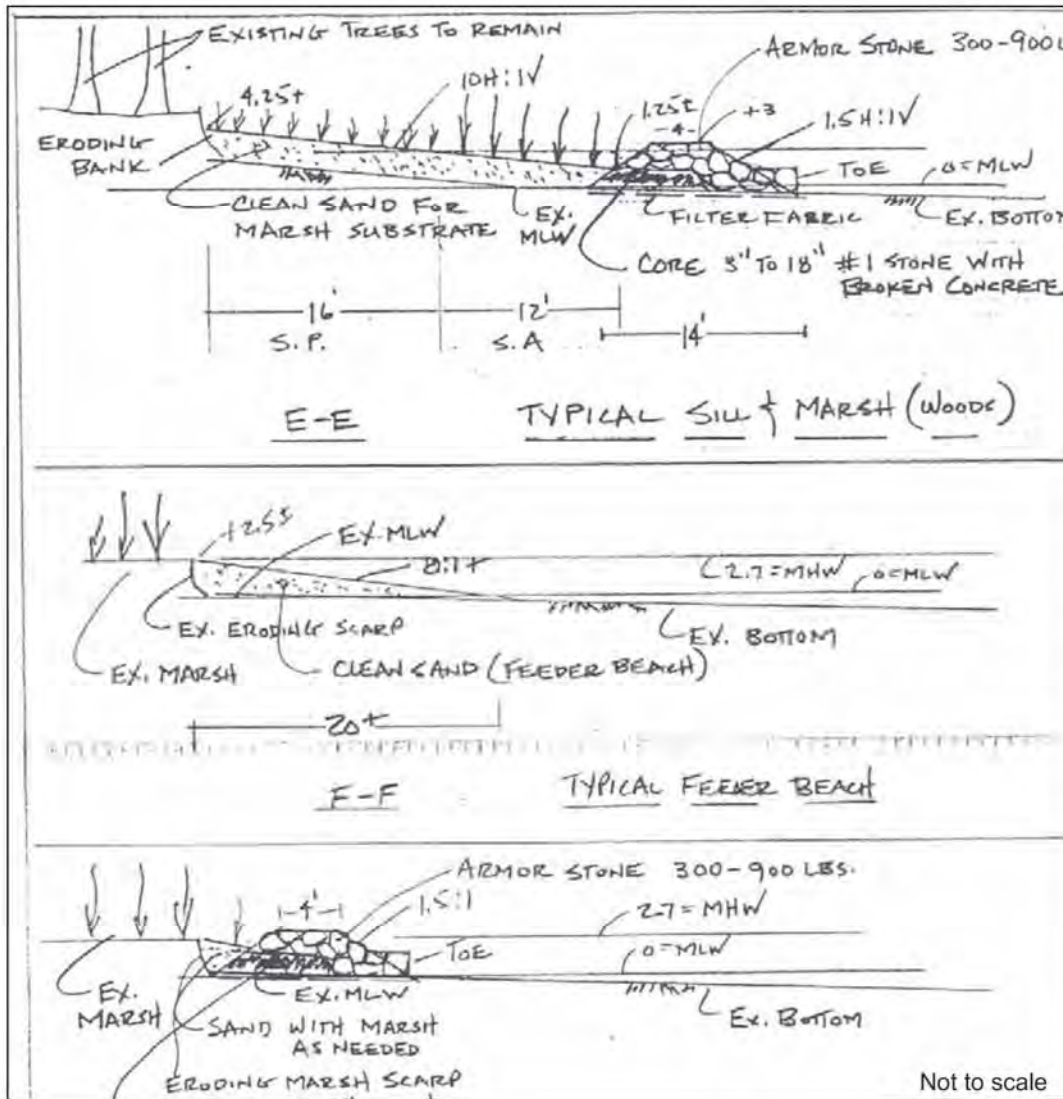 EXISTING TREES TO REMAIN
ARMOR STONE 300-900 L
4.25±
10H:1V
1.25±
4
+3
1.5H:1V
ERODING
BANK
TOE
0=MLW
CLEAN SAND FOR
MARSH SUBSTRATE
EX.
MLW
FILTER FABRIC
EX. BOTTOM
CORE 3" TO 18" #1 STONE WITH
BROKEN CONCRETE
16'
12'
14'
S.P.
S.A
E-E
TYPICAL SILL & MARSH (WOODS)
EX. MLW
2.7=MHW
0=MLW
EX. ERODING SCARP
EX. BOTTOM
EX. MARSH
CLEAN SAND (FEEDER BEACH)
20±
F-F
TYPICAL FEEDER BEACH
ARMOR STONE 300-900 LBS.
4'
1.5:1
2.7=MHW
TOE
0=MLW
EX.
MARSH
EX. MLW
SAND WITH MARSH
AS NEEDED
EX. BOTTOM
ERODING MARSH SCARP
Not to scale